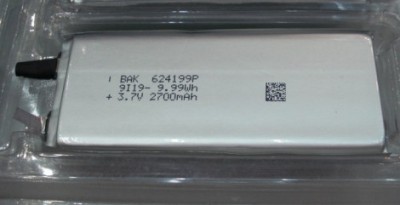 BAK 624199P
9I19- 9.99Wh
+ 3.7V 2700mAh